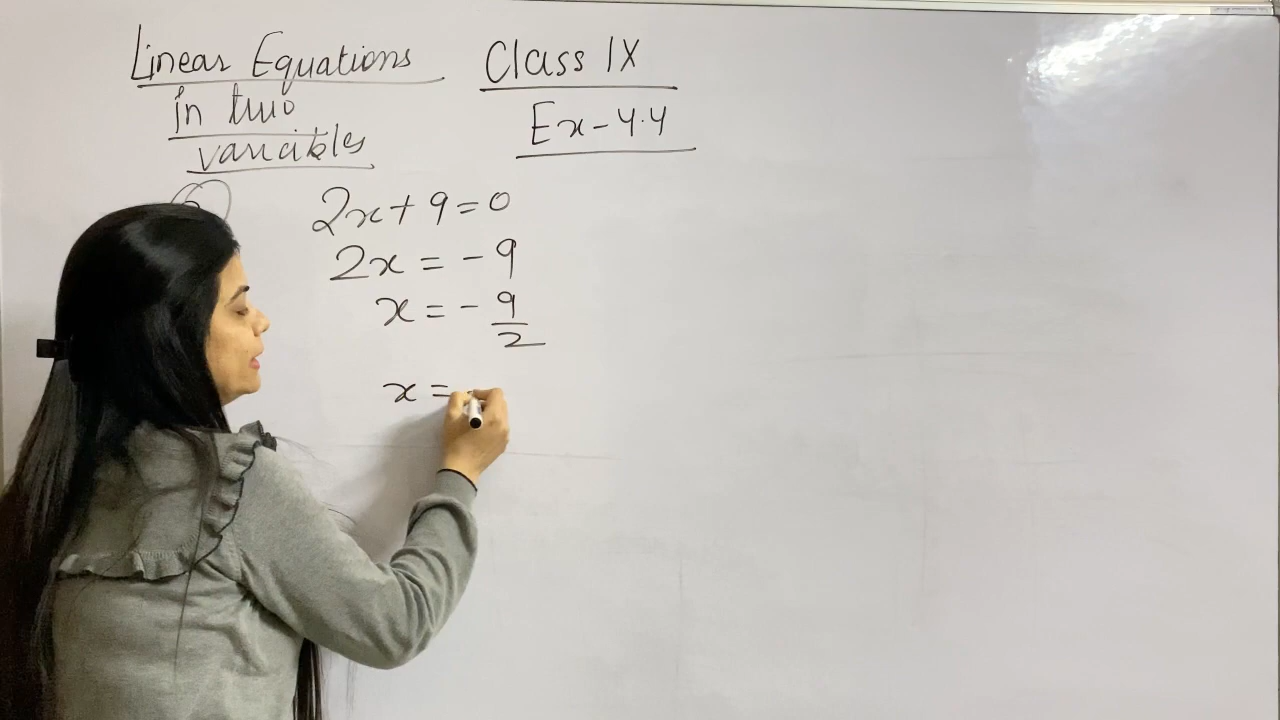 Linear Equations
in two
variables
Class IX
Ex-4.4
2x+9=0
2x = -9
x = - 9/2
x =